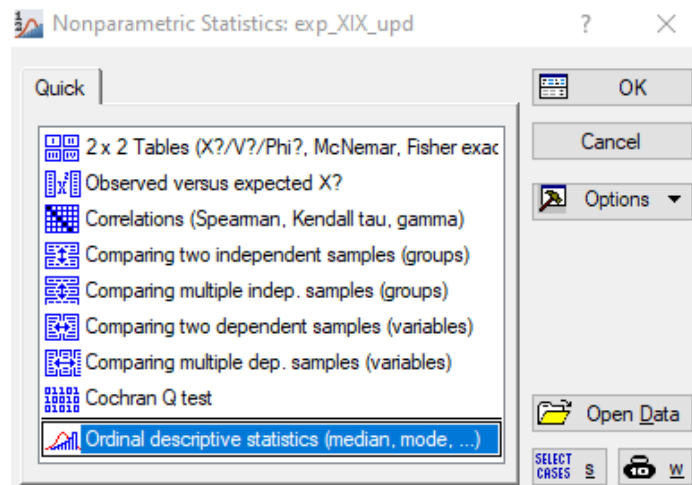 Nonparametric Statistics: exp_XIX_upd
Quick
OK
Cancel
Options
2 x 2 Tables (X?/V?/Phi?, McNemar, Fisher exac
Observed versus expected X?
Correlations (Spearman, Kendall tau, gamma)
Comparing two independent samples (groups)
Comparing multiple indep. samples (groups)
Comparing two dependent samples (variables)
Comparing multiple dep. samples (variables)
Cochran Q test
Ordinal descriptive statistics (median, mode, ...)
Open Data
SELECT CASES S
W